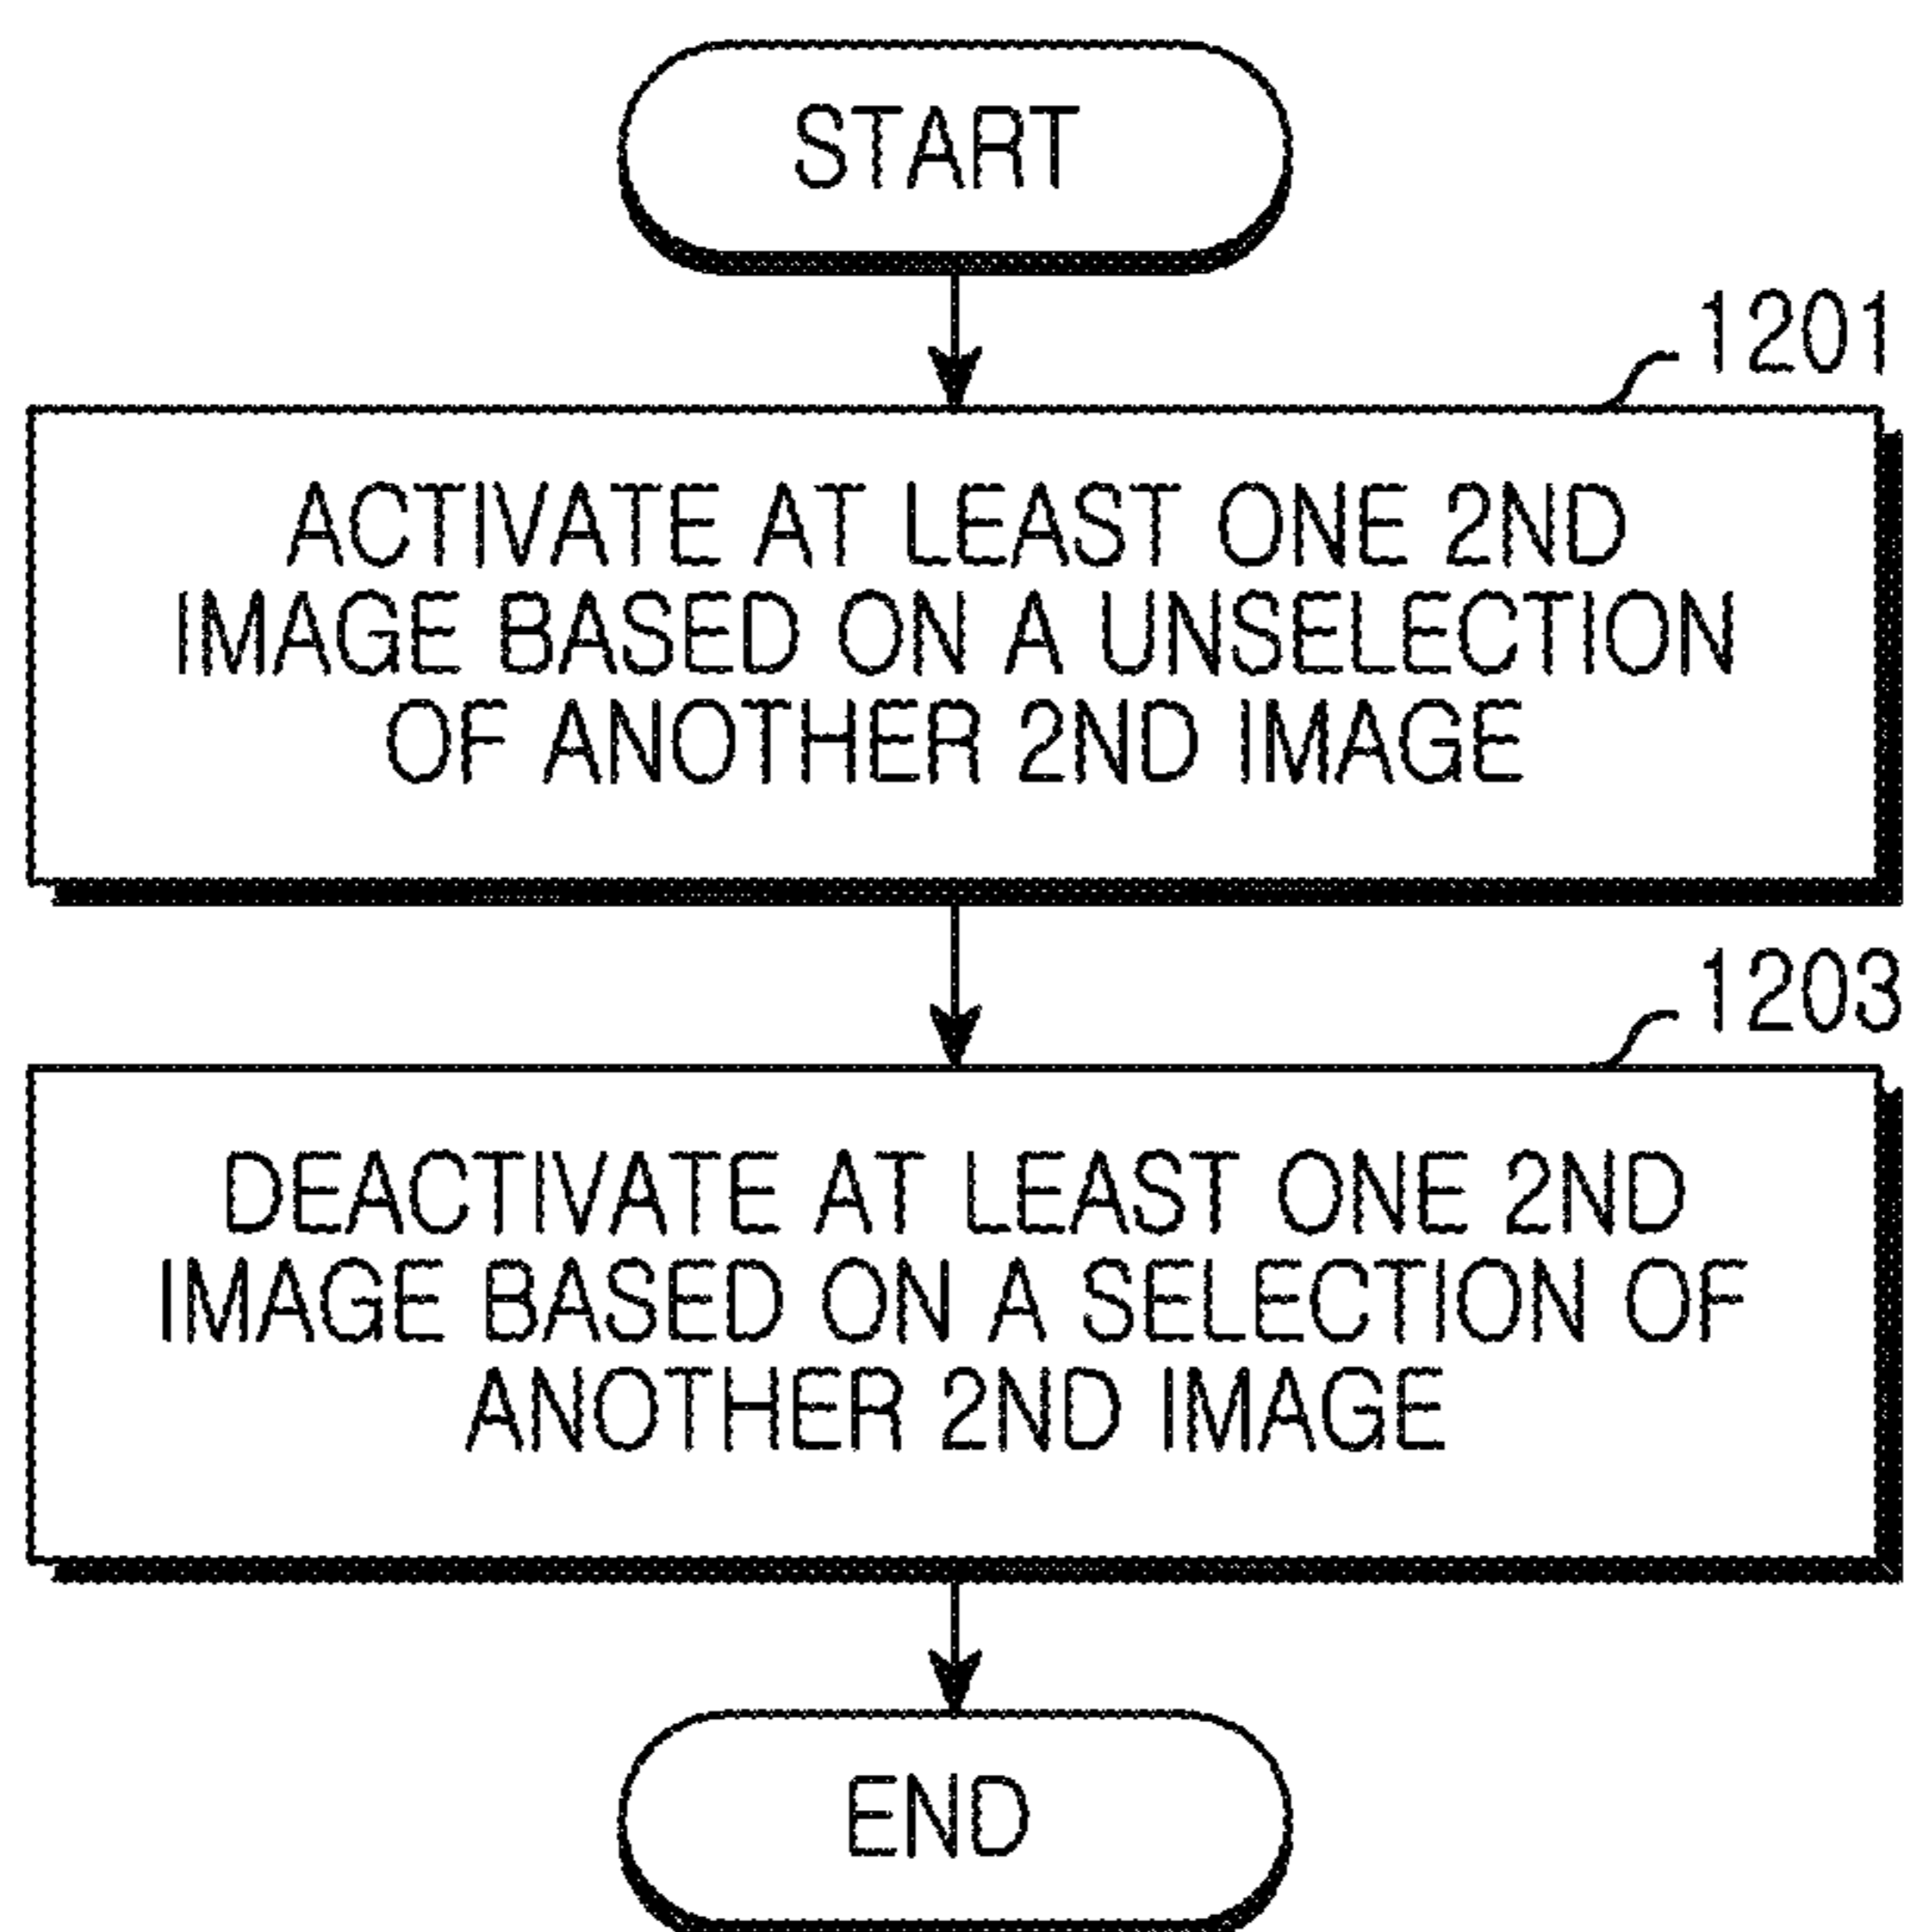 START
1201
ACTIVATE AT LEAST ONE 2ND
IMAGE BASED ON A UNSELECTION
OF ANOTHER 2ND IMAGE
1203
DEACTIVATE AT LEAST ONE 2ND
IMAGE BASED ON A SELECTION OF
ANOTHER 2ND IMAGE
END